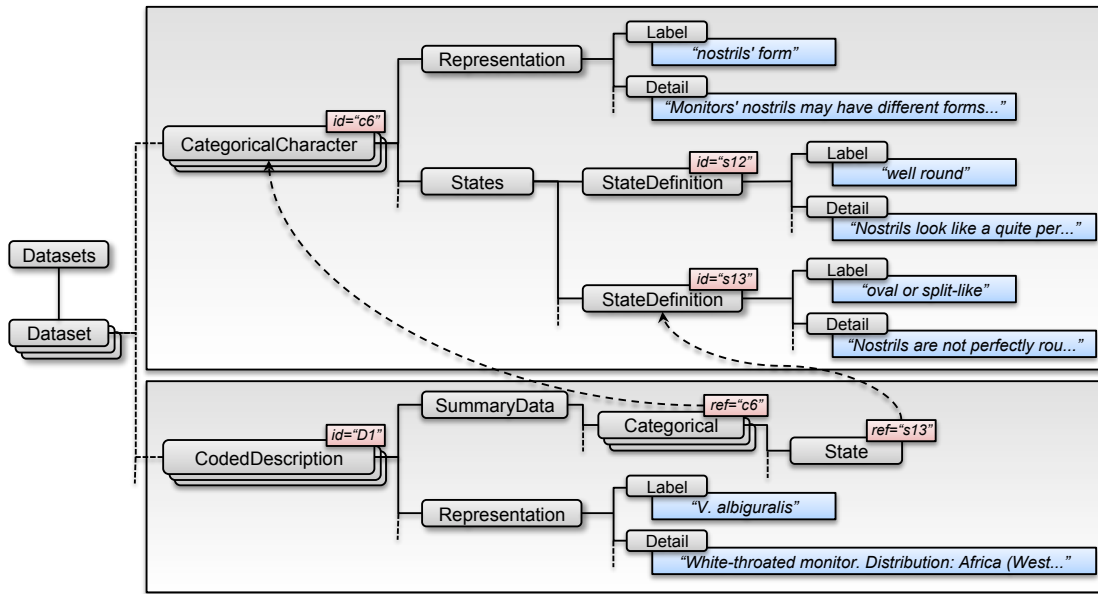 Label
“nostrils' form”
Representation
Detail
“Monitors' nostrils may have different forms...”
id=“c6”
CategoricalCharacter
id=“s12”
Label
“well round”
States
StateDefinition
Detail
“Nostrils look like a quite per...”
Datasets
id=“s13”
Label
“oval or split-like”
StateDefinition
Dataset
Detail
“Nostrils are not perfectly rou...”
SummaryData
ref=“c6”
Categorical
ref=“s13”
State
id=“D1”
CodedDescription
Label
“V. albiguralis”
Representation
Detail
“White-throated monitor. Distribution: Africa (West...”